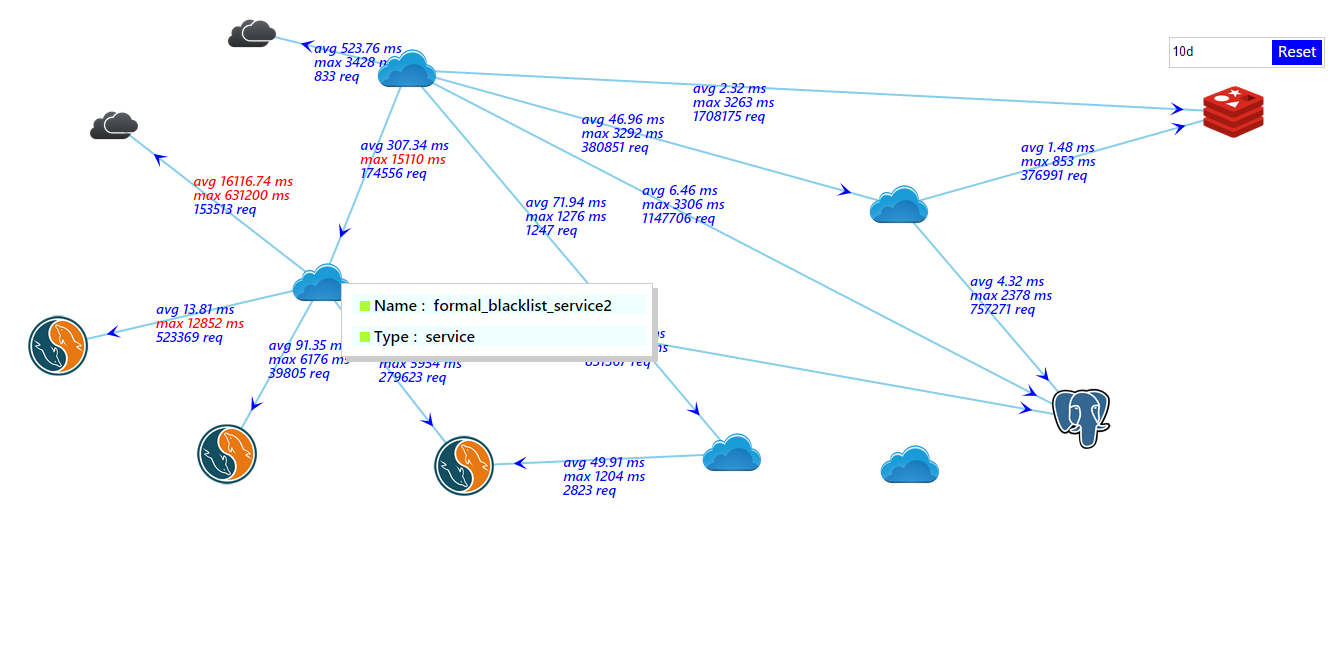 avg 523.76 ms
max 3428
833 req
10d
Reset
avg 2.32 ms
max 3263 ms
1708175 req
avg 46.96 ms
max 3292 ms
380851 req
avg 307.34 ms
max 15110 ms
174556 req
avg 1.48 ms
max 853 ms
376991 req
avg 16116.74 ms
max 631200 ms
153513 req
avg 71.94 ms
max 1276 ms
1247 req
avg 6.46 ms
max 3306 ms
1147706 req
avg 4.32 ms
max 2378 ms
757271 req
Name : formal_blacklist_service2
Type : service
avg 13.81 ms
max 12852 ms
523369 req
avg 91.35
max 6176 ms
39805 req
ms
ms
req
ms
279623 req
avg 49.91 ms
max 1204 ms
2823 req